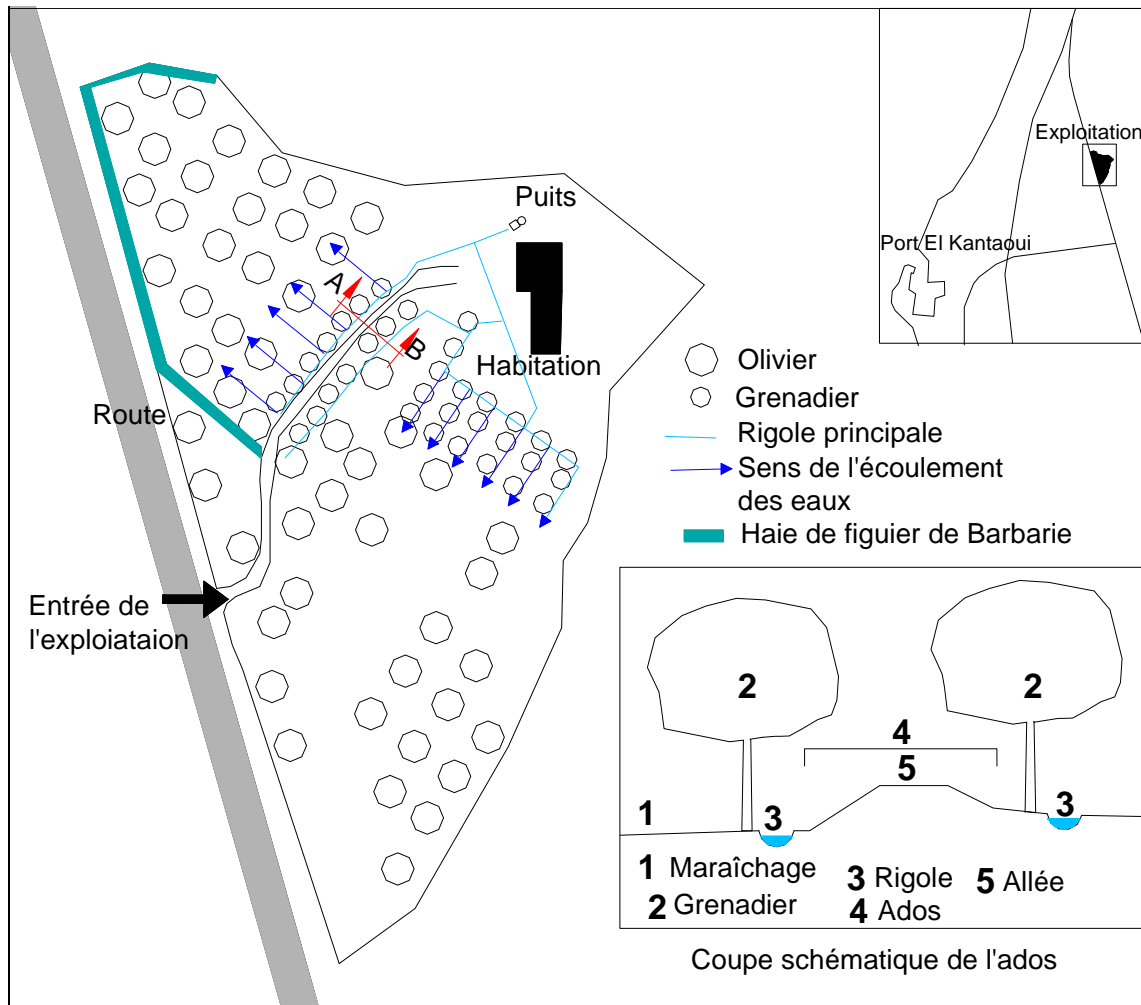 Exploitation
Port El Kantaoui
Puits
A
B
Habitation
Route
Entrée de
l'exploiataion
Olivier
Grenadier
Rigole principale
Sens de l'écoulement
des eaux
Haie de figuier de Barbarie
2
2
4
5
1
3
3
1 Maraîchage
3 Rigole
5 Allée
2 Grenadier
4 Ados
Coupe schématique de l'ados